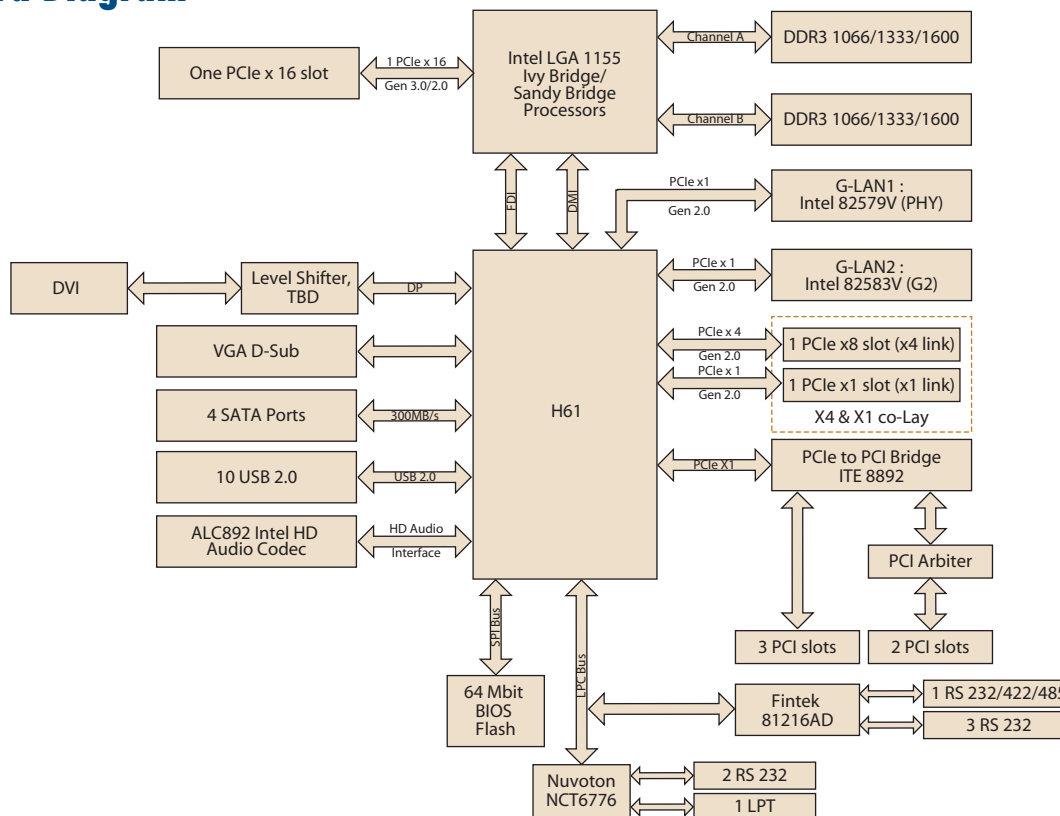 Diagram
One PCIe x 16 slot
1 PCIe x 16
Gen 3.0/2.0
Intel LGA 1155
Ivy Bridge/
Sandy Bridge
Processors
Channel A
DDR3 1066/1333/1600
Channel B
DDR3 1066/1333/1600
FDI
DMI
PCIe x1
Gen 2.0
G-LAN1 :
Intel 82579V (PHY)
DVI
Level Shifter,
TBD
DP
H61
PCIe x 1
Gen 2.0
G-LAN2 :
Intel 82583V (G2)
VGA D-Sub
PCIe x 4
Gen 2.0
1 PCIe x8 slot (x4 link)
PCIe x 1
Gen 2.0
1 PCIe x1 slot (x1 link)
X4 & X1 co-Lay
4 SATA Ports
300MB/s
10 USB 2.0
USB 2.0
PCIe X1
PCIe to PCI Bridge
ITE 8892
ALC892 Intel HD
Audio Codec
HD Audio
Interface
PCI Arbiter
3 PCI slots
2 PCI slots
SPI Bus
LPC Bus
64 Mbit
BIOS
Flash
Fintek
81216AD
1 RS 232/422/485
3 RS 232
Nuvoton
NCT6776
2 RS 232
1 LPT